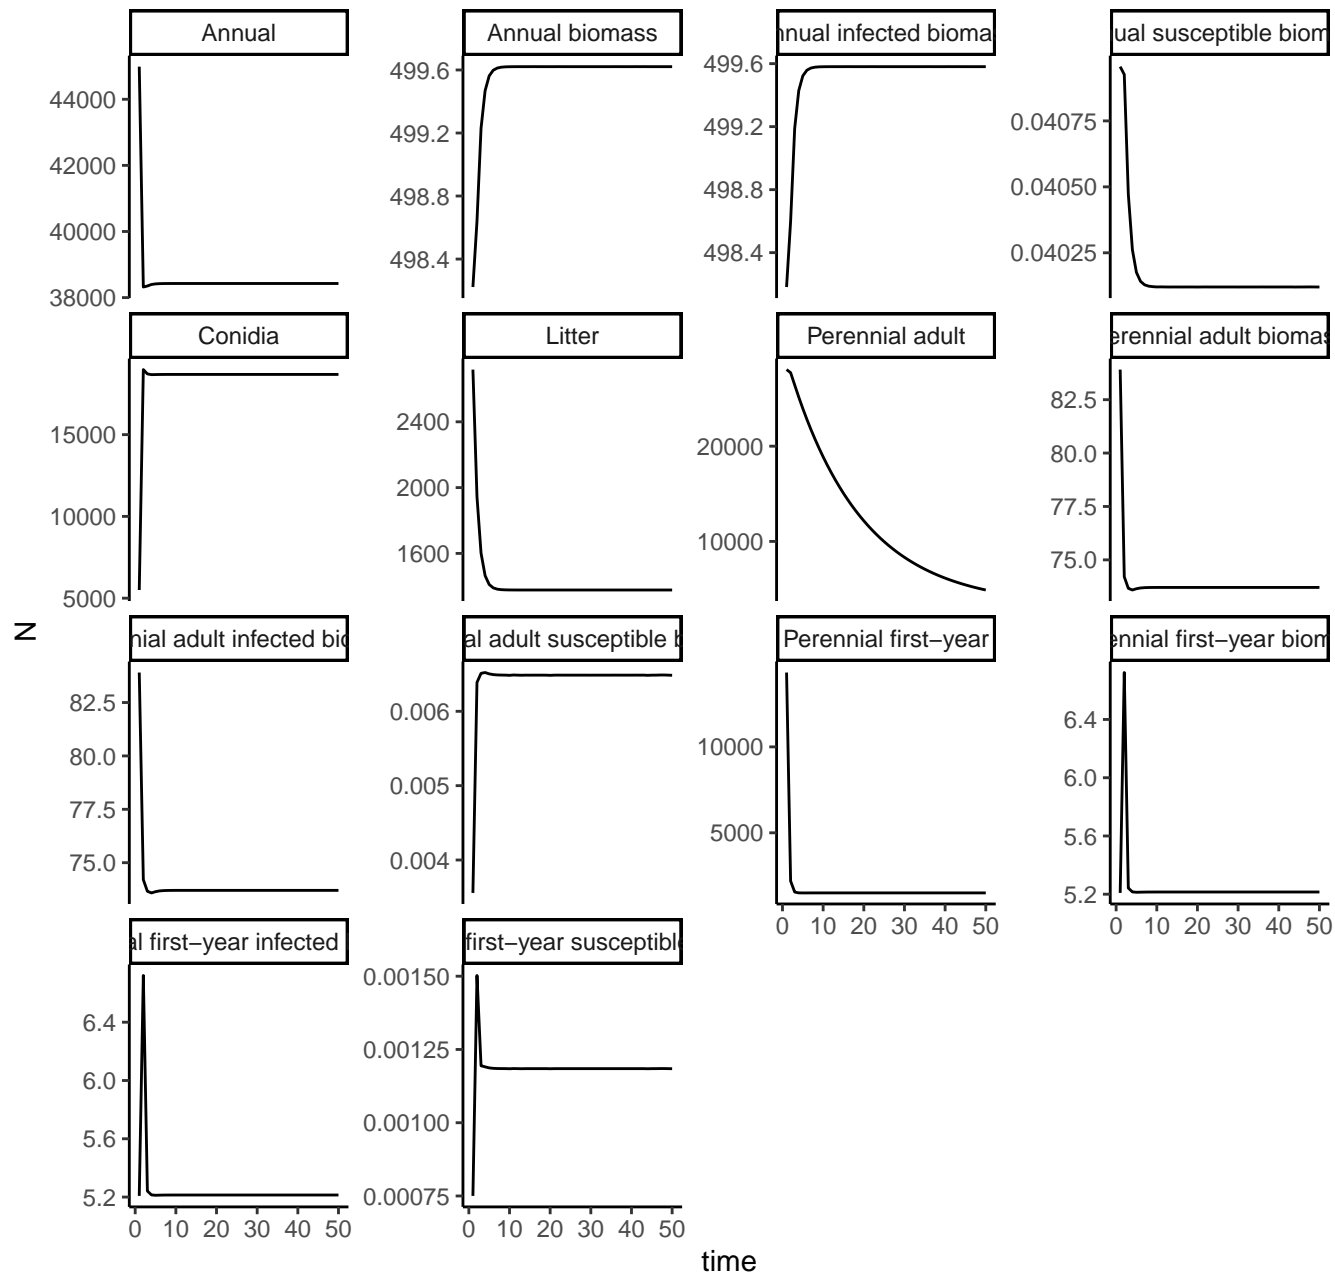 Annual
Annual biomass
nnual infected biomas
ual susceptible biom
44000
42000
40000
38000
499.6
499.2
498.8
498.4
499.6
499.2
498.8
498.4
0.04075
0.04050
0.04025
Conidia
Litter
Perennial adult
erennial adult biomas
15000
10000
5000
2400
2000
1600
20000
10000
82.5
80.0
77.5
75.0
N
nial adult infected bio
al adult susceptible b
Perennial first−year
ennial first−year biom
82.5
80.0
77.5
75.0
0.006
0.005
0.004
10000
5000
6.4
6.0
5.6
5.2
0 10 20 30 40 50
0 10 20 30 40 50
al first−year infected
first−year susceptible
6.4
6.0
5.6
5.2
0.00150
0.00125
0.00100
0.00075
0 10 20 30 40 50
0 10 20 30 40 50
time